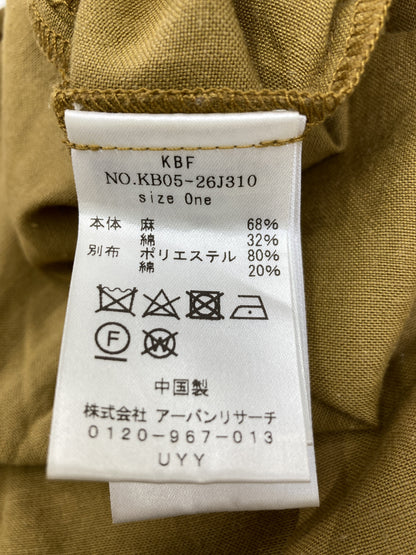 KBF
NO.KB05-26J310
size One
本体 麻 68%
綿 32%
別布 ポリエステル 80%
綿 20%
F W
中国製
株式会社 アーバンリサーチ
0120-967-013
UYY